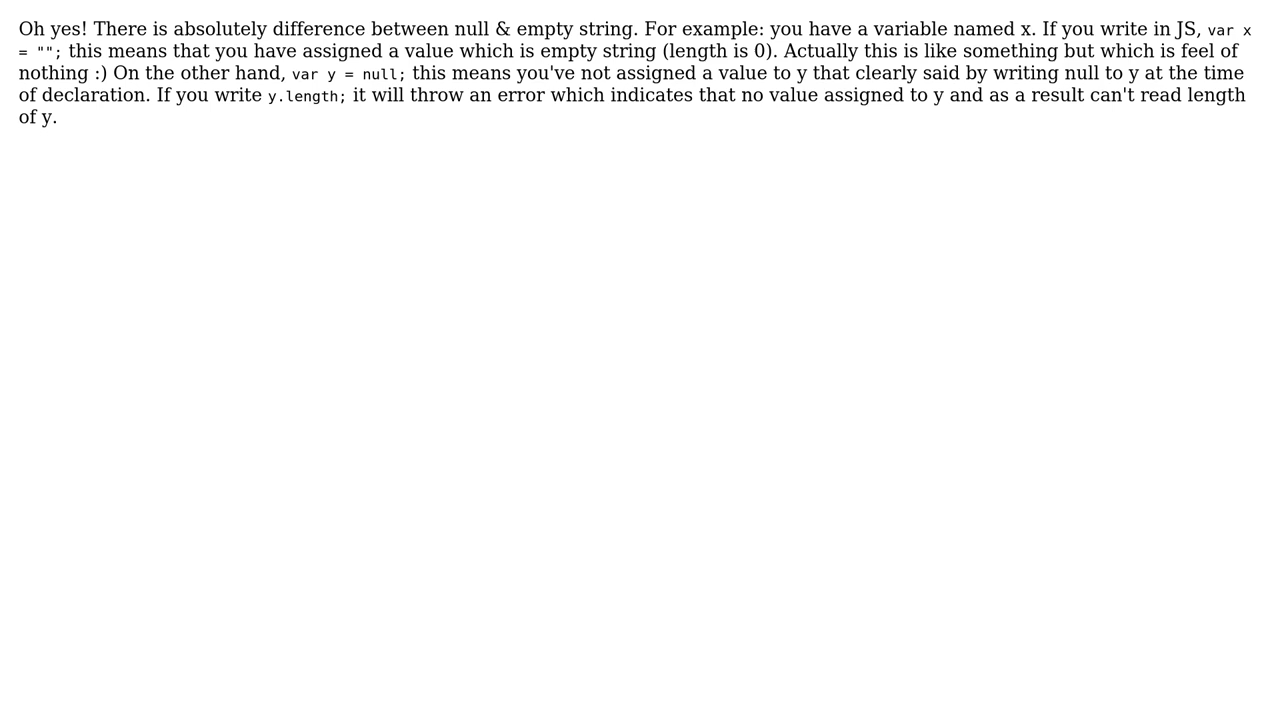 Oh yes! There is absolutely difference between null & empty string. For example: you have a variable named x. If you write in JS, var x
= ""; this means that you have assigned a value which is empty string (length is 0). Actually this is like something but which is feel of
nothing :) On the other hand, var y = null; this means you've not assigned a value to y that clearly said by writing null to y at the time
of declaration. If you write y.length; it will throw an error which indicates that no value assigned to y and as a result can't read length
of y.